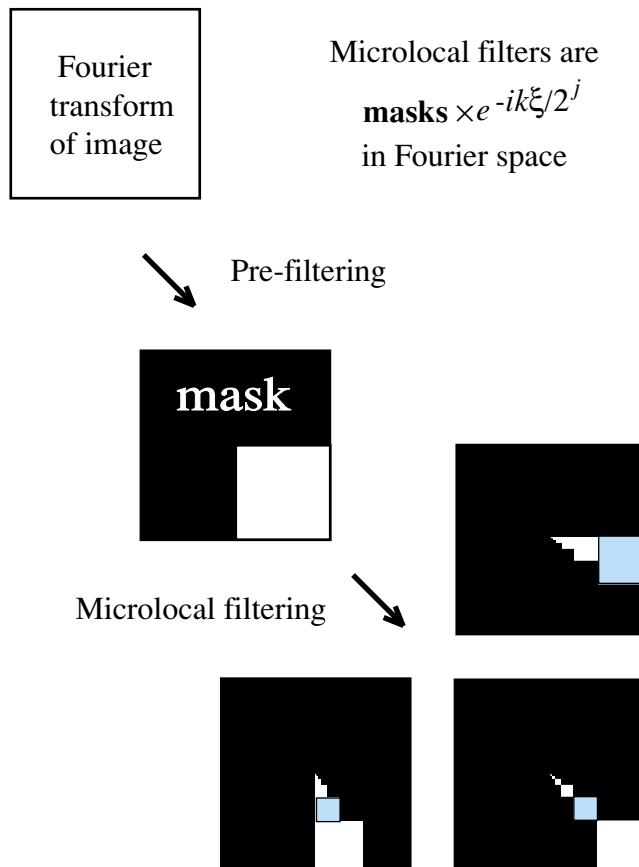 Fourier
transform
of image
Microlocal filters are
masks × e^{-ikξ/2^j}
in Fourier space
Pre-filtering
mask
Microlocal filtering